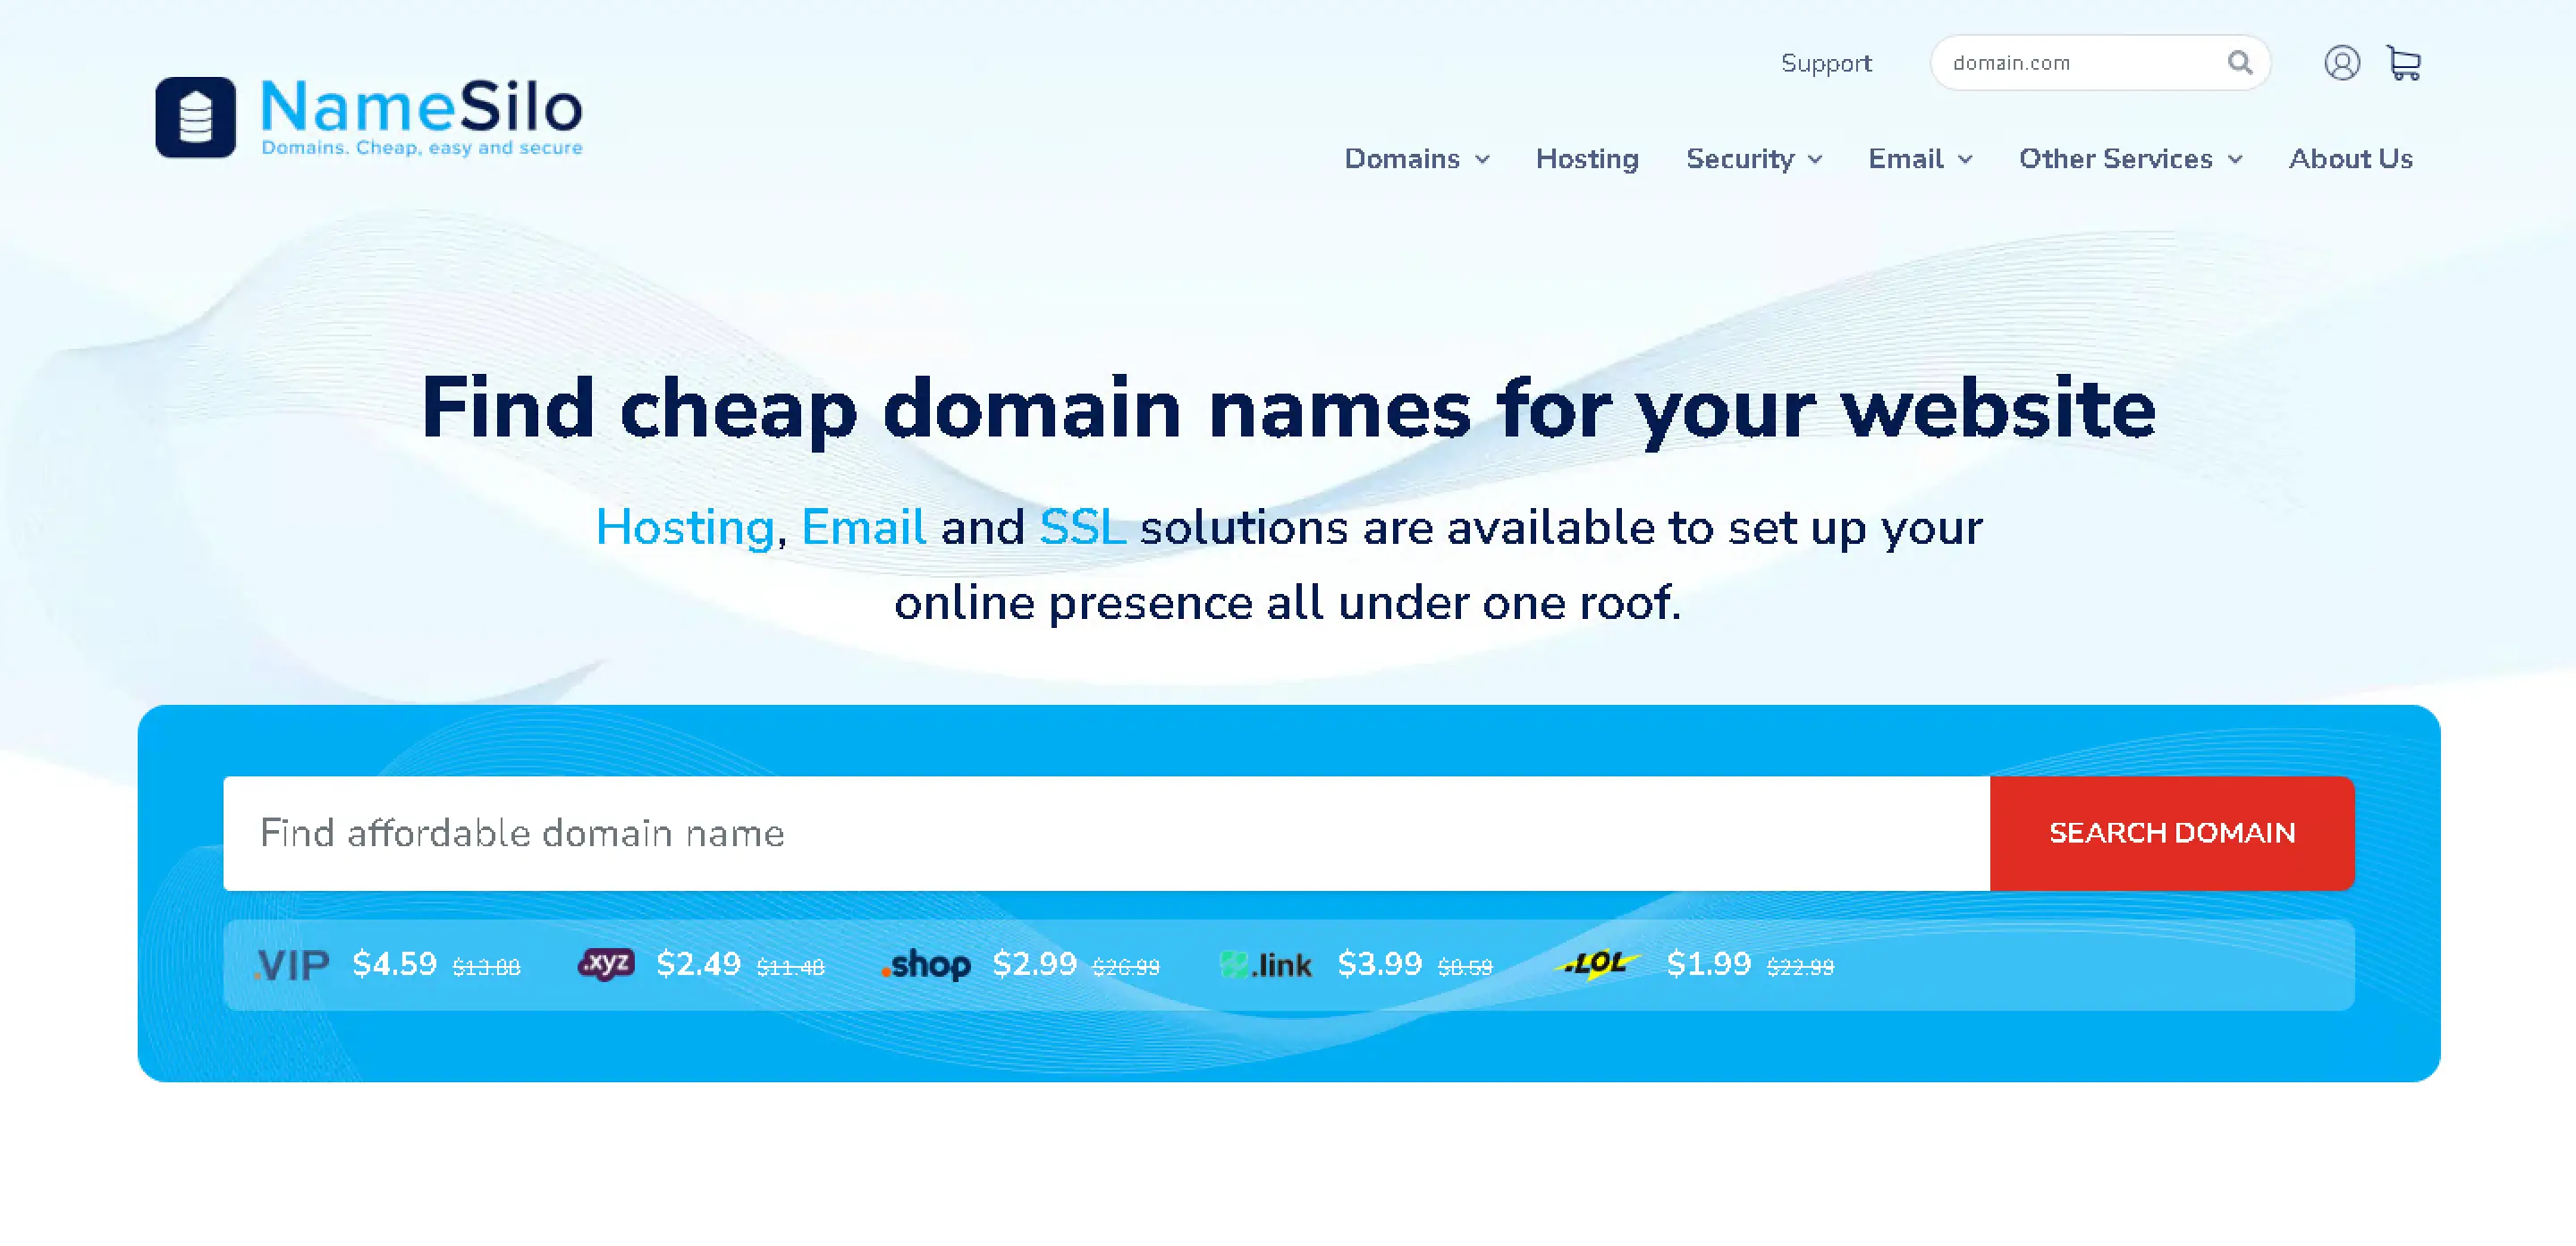 Support
domain.com
NameSilo
Domains. Cheap, easy and secure
Domains
Hosting
Security
Email
Other Services
About Us
Find cheap domain names for your website
Hosting, Email and SSL solutions are available to set up your
online presence all under one roof.
Find affordable domain name
SEARCH DOMAIN
.VIP $4.59 $13.88
.xyz $2.49 $11.48
.shop $2.99 $26.99
.link $3.99 $8.59
.LOL $1.99 $22.99